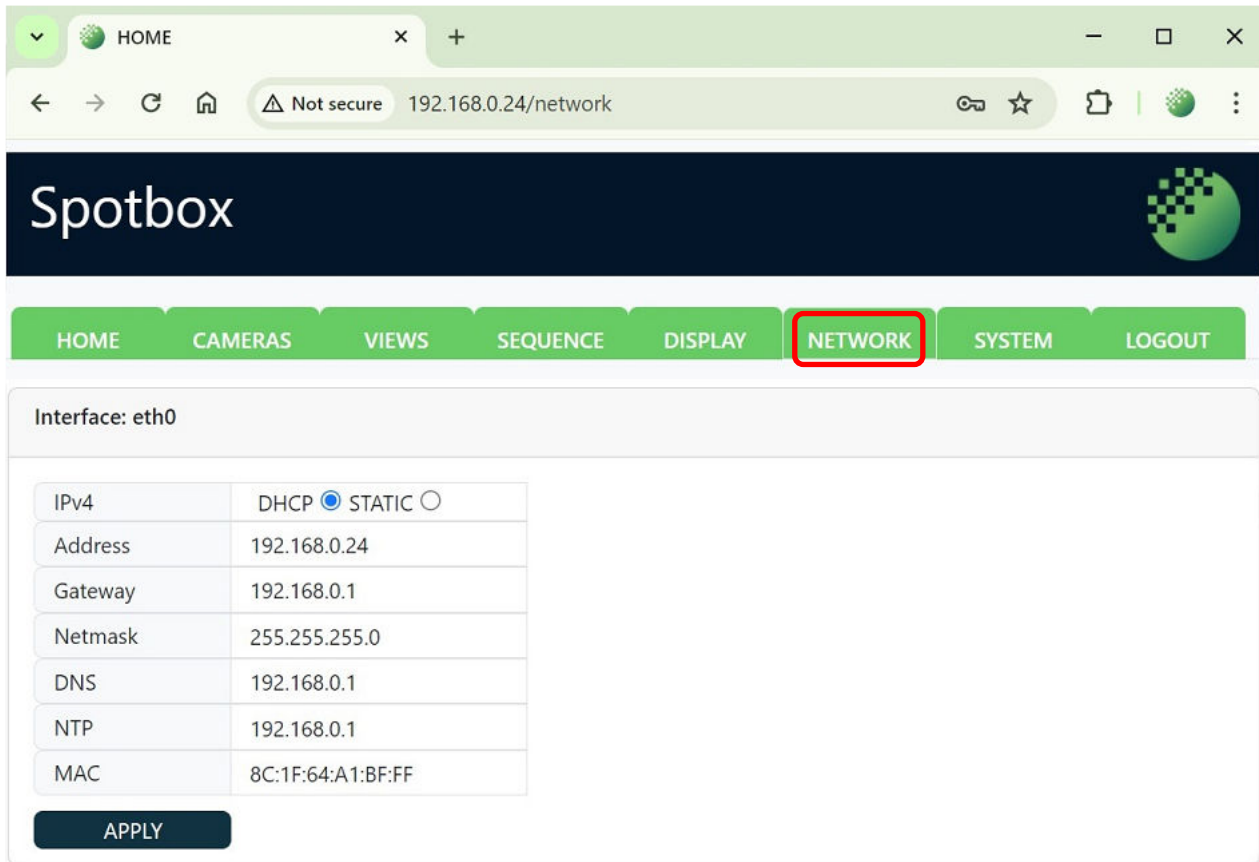 HOME
Not secure 192.168.0.24/network
Spotbox
HOME CAMERAS VIEWS SEQUENCE DISPLAY NETWORK SYSTEM LOGOUT
Interface: eth0
IPv4 DHCP STATIC
Address 192.168.0.24
Gateway 192.168.0.1
Netmask 255.255.255.0
DNS 192.168.0.1
NTP 192.168.0.1
MAC 8C:1F:64:A1:BF:FF
APPLY